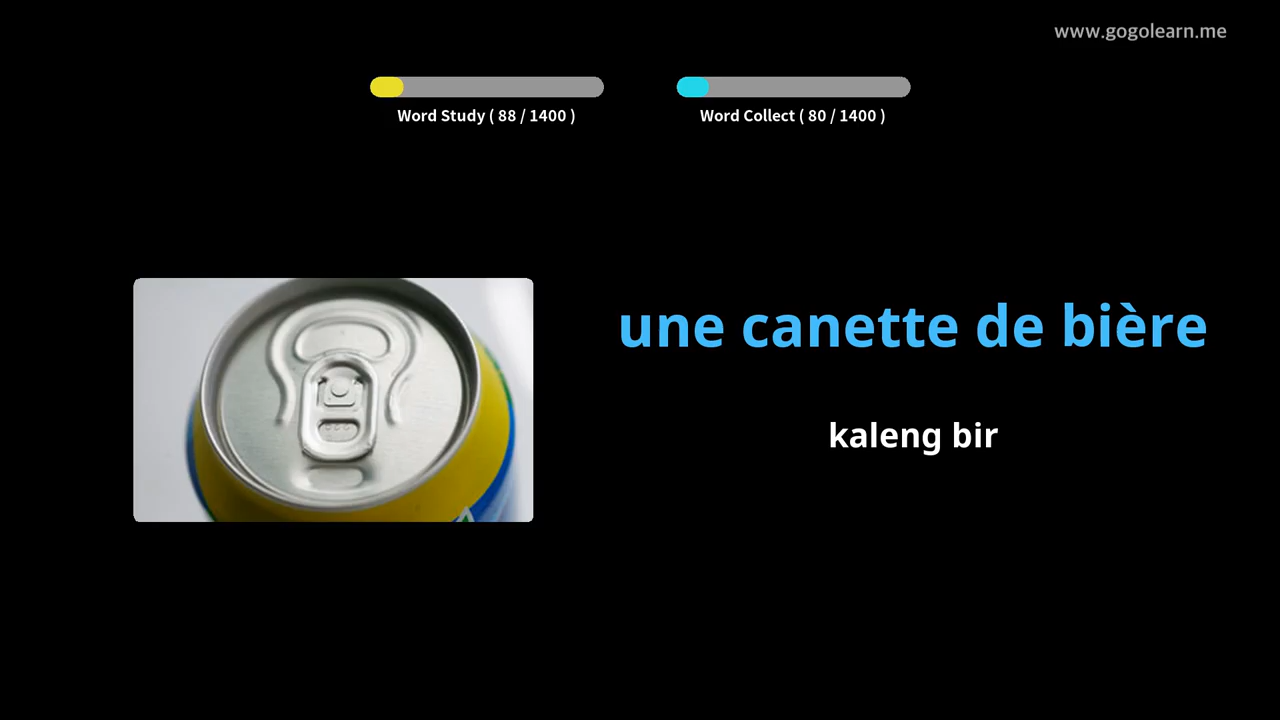 www.gogolearn.me
Word Study ( 88 / 1400 )
Word Collect ( 80 / 1400 )
une canette de bière
kaleng bir